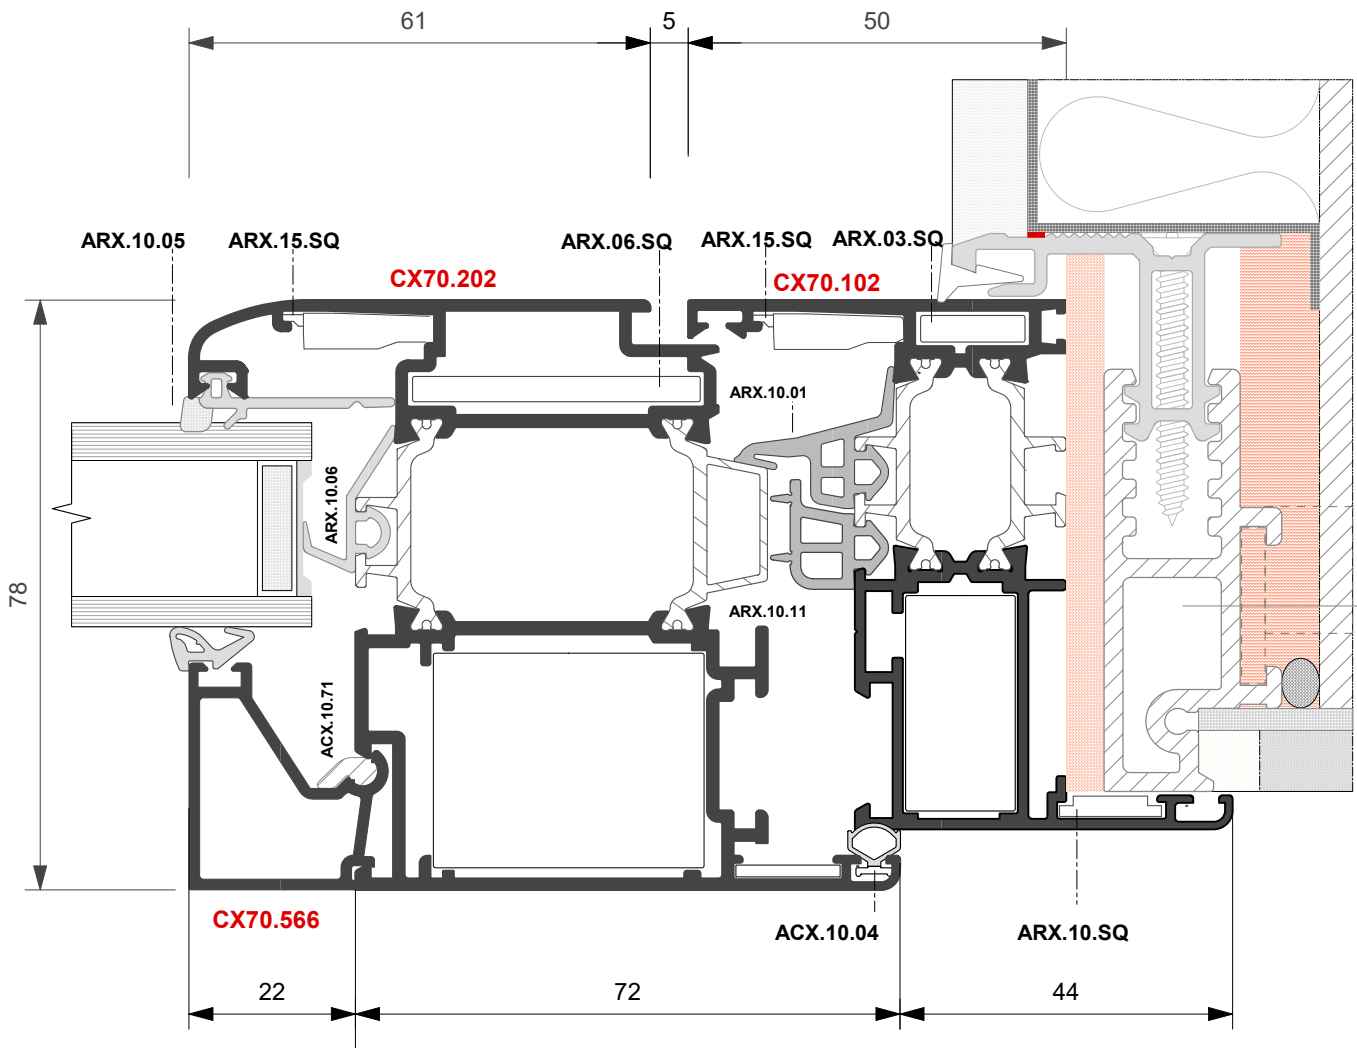 61
5
50
ARX.10.05
ARX.15.SQ
ARX.06.SQ
ARX.15.SQ
ARX.03.SQ
CX70.202
CX70.102
ARX.10.01
ARX.10.06
78
ARX.10.11
ACX.10.71
CX70.566
ACX.10.04
ARX.10.SQ
22
72
44